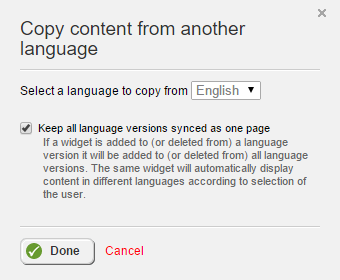 Copy content from another
language
Select a language to copy from English
Keep all language versions synced as one page
If a widget is added to (or deleted from) a language
version it will be added to (or deleted from) all language
versions. The same widget will automatically display
content in different languages according to selection of
the user.
Done Cancel